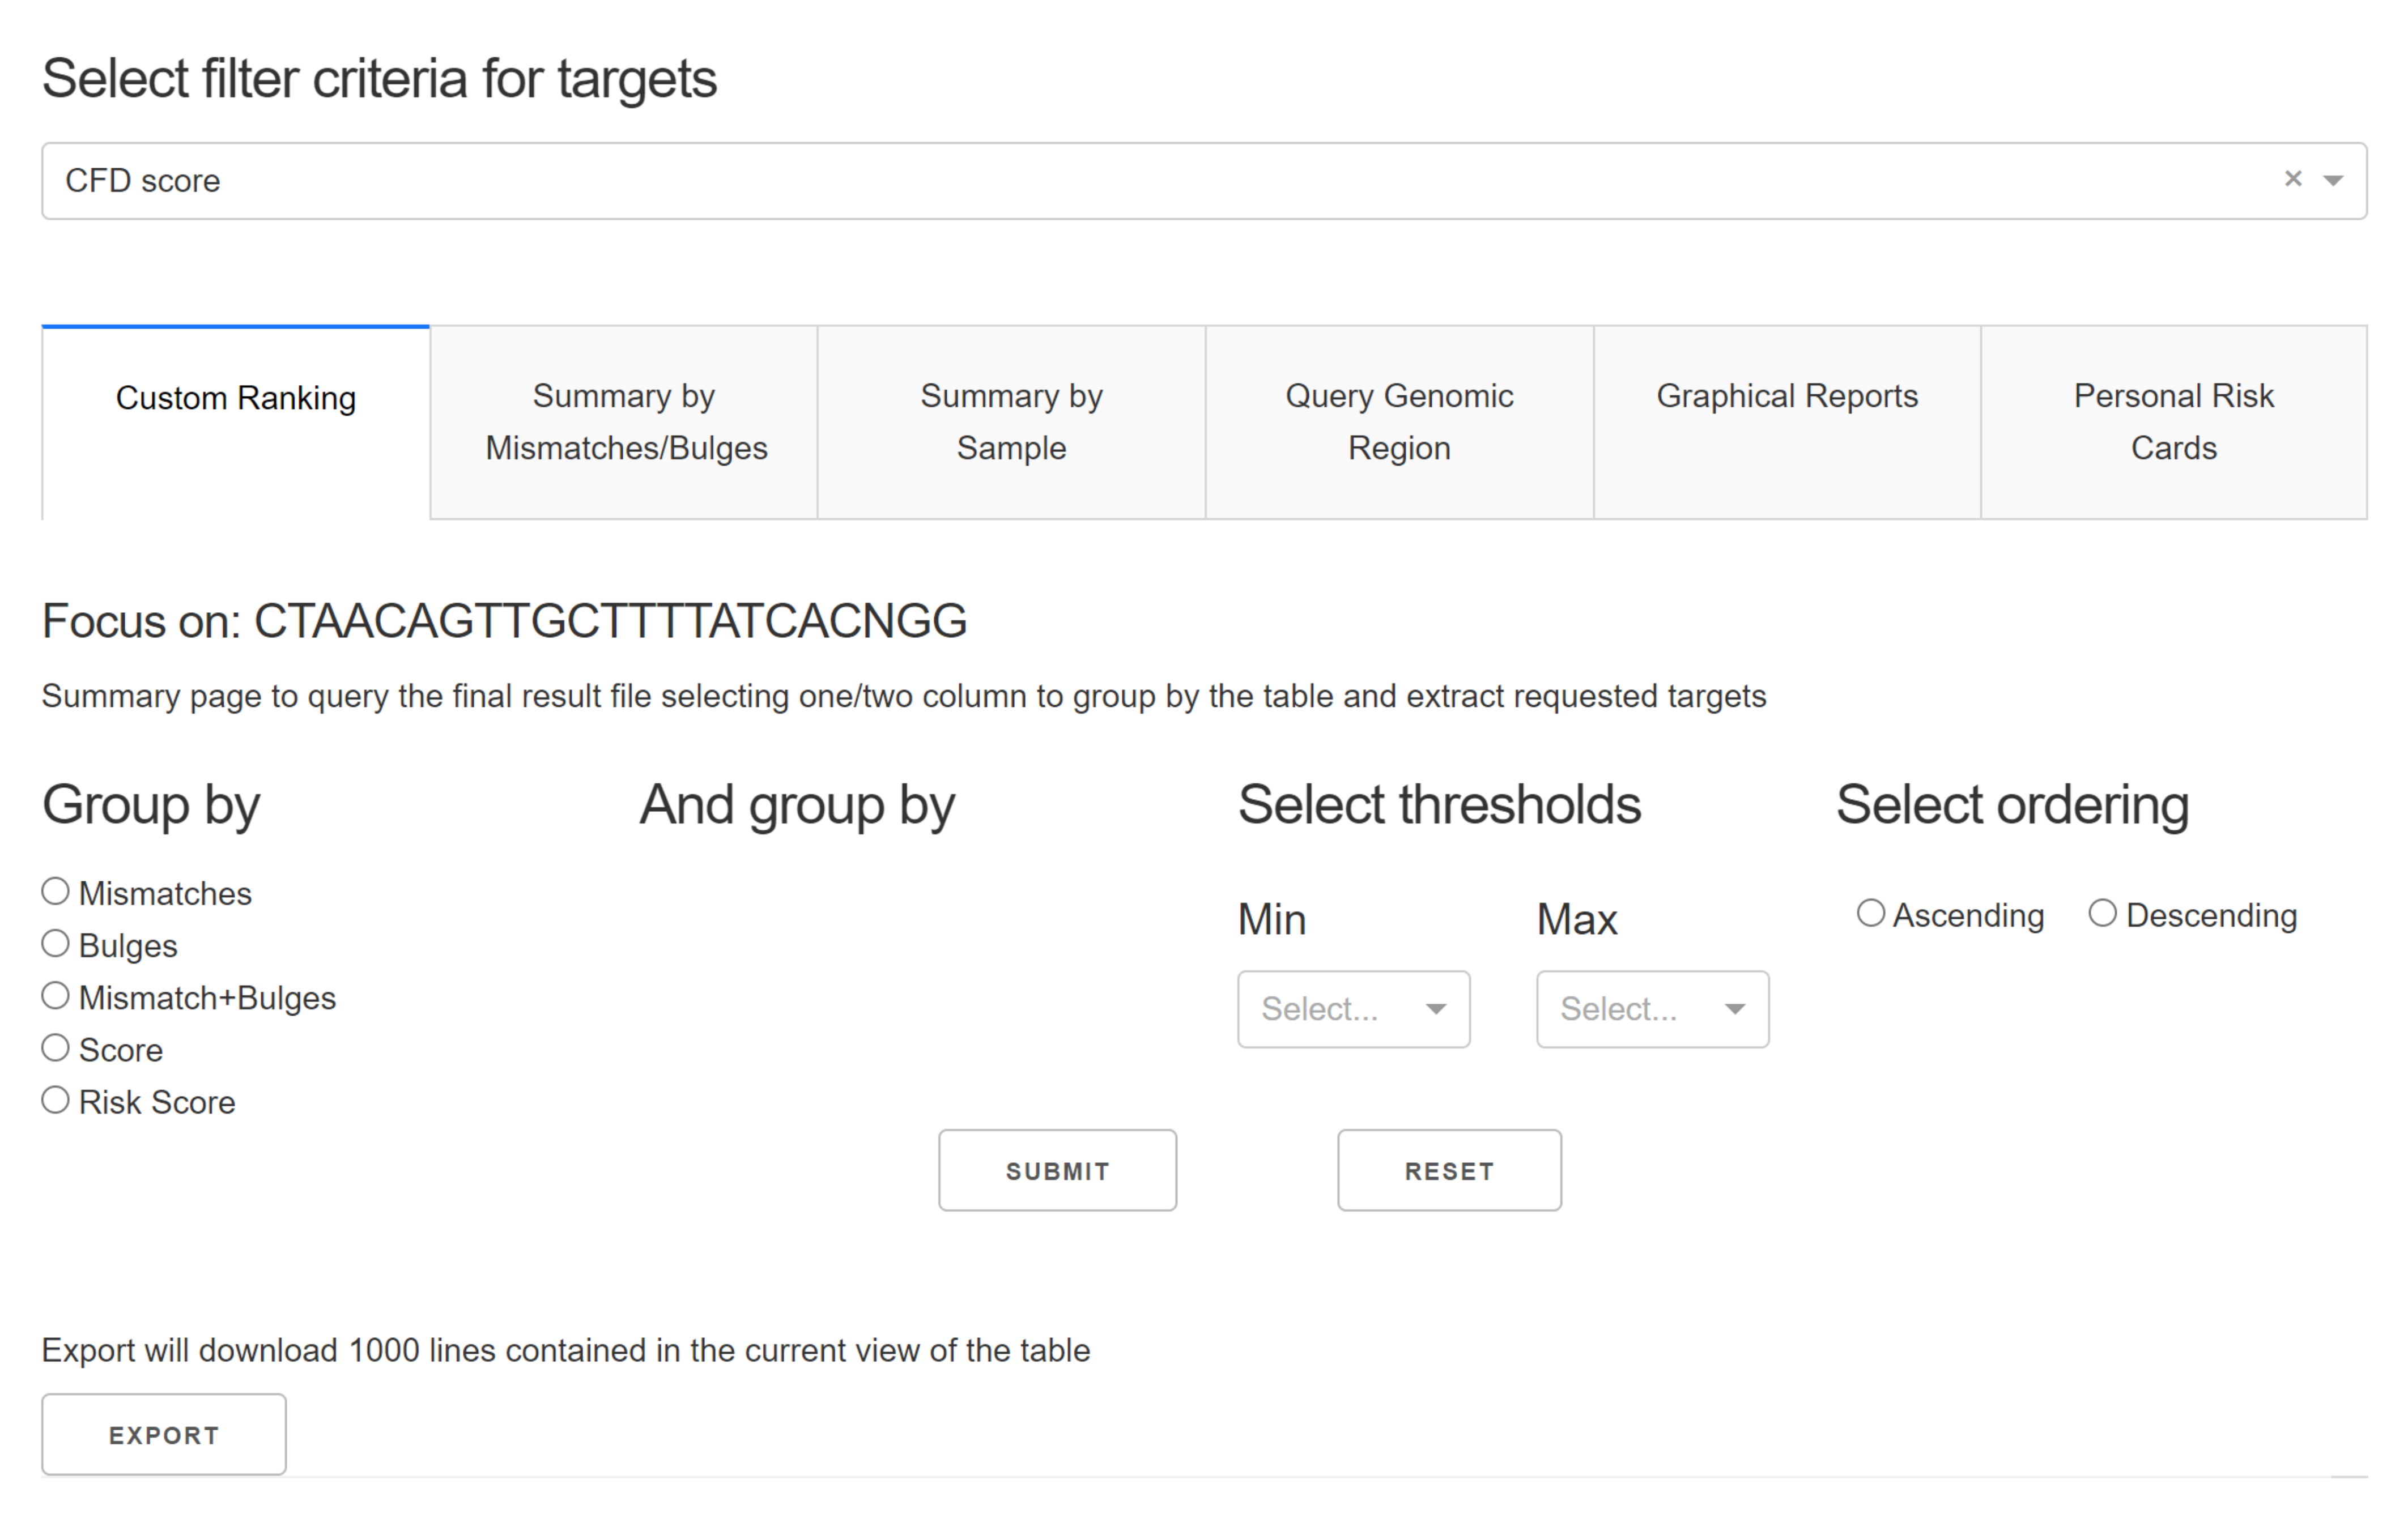 Select filter criteria for targets
CFD score
Custom Ranking
Summary by
Mismatches/Bulges
Summary by
Sample
Query Genomic
Region
Graphical Reports
Personal Risk
Cards
Focus on: CTAACAGTTGCTTTTATCACNGG
Summary page to query the final result file selecting one/two column to group by the table and extract requested targets
Group by
Mismatches
Bulges
Mismatch+Bulges
Score
Risk Score
And group by
Select thresholds
Min
Max
Select...
Select...
Select ordering
Ascending
Descending
SUBMIT
RESET
Export will download 1000 lines contained in the current view of the table
EXPORT